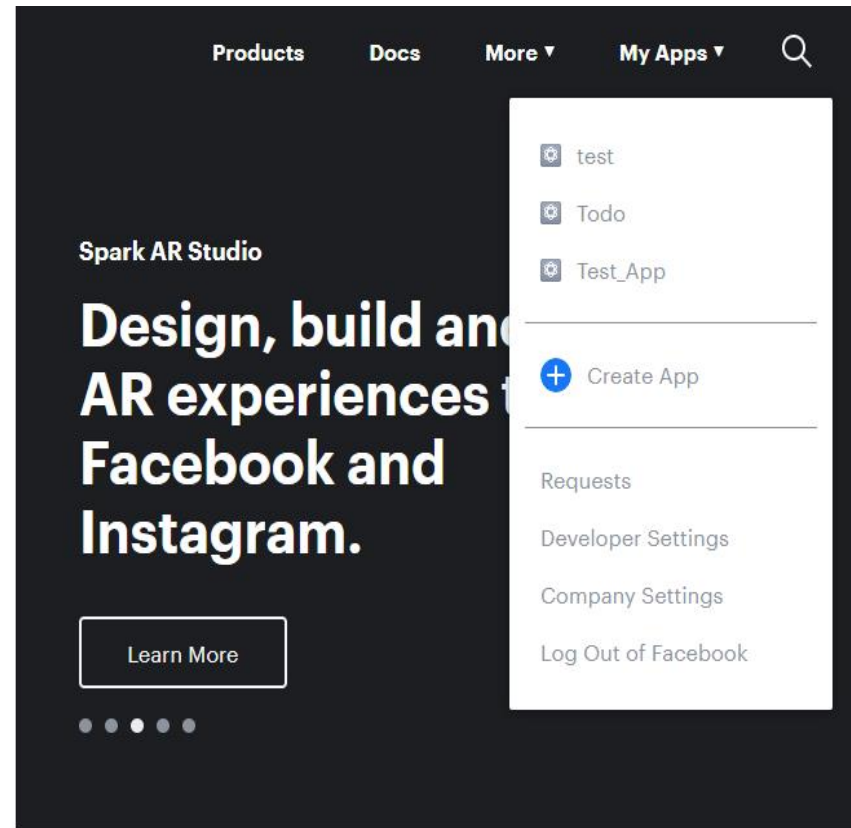 Products Docs More ▼ My Apps ▼
test
Todo
Test_App
Create App
Requests
Developer Settings
Company Settings
Log Out of Facebook
Spark AR Studio
Design, build an
AR experiences
Facebook and
Instagram.
Learn More